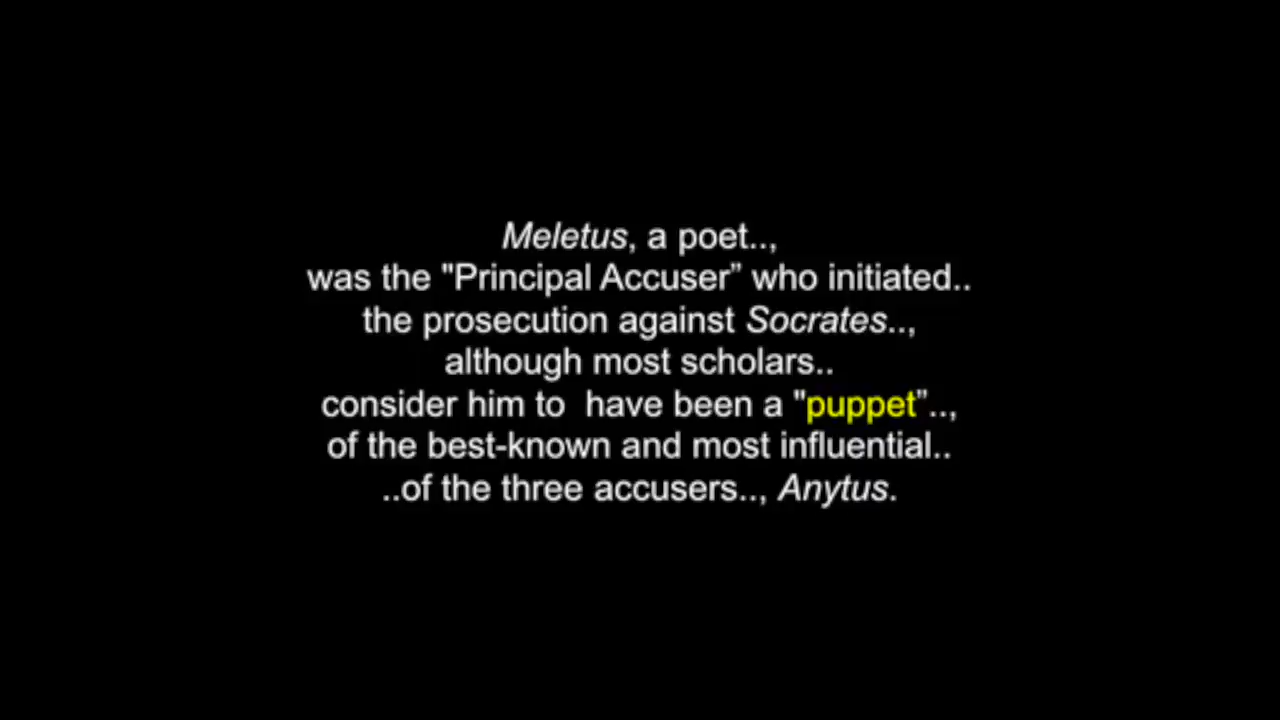 Meletus, a poet..,
was the "Principal Accuser” who initiated..
the prosecution against Socrates..,
although most scholars..
consider him to  have been a "puppet”..,
of the best-known and most influential..
..of the three accusers.., Anytus.